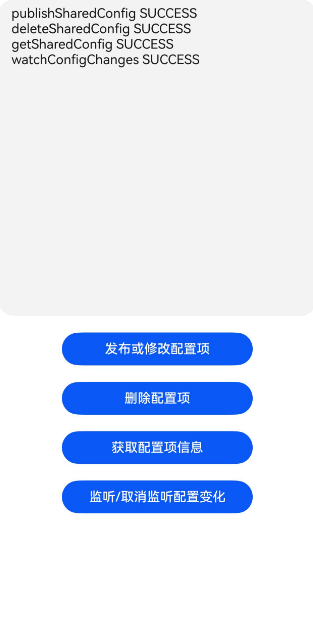 publishSharedConfig SUCCESS
deleteSharedConfig SUCCESS
getSharedConfig SUCCESS
watchConfigChanges SUCCESS
发布或修改配置项
删除配置项
获取配置项信息
监听/取消监听配置变化